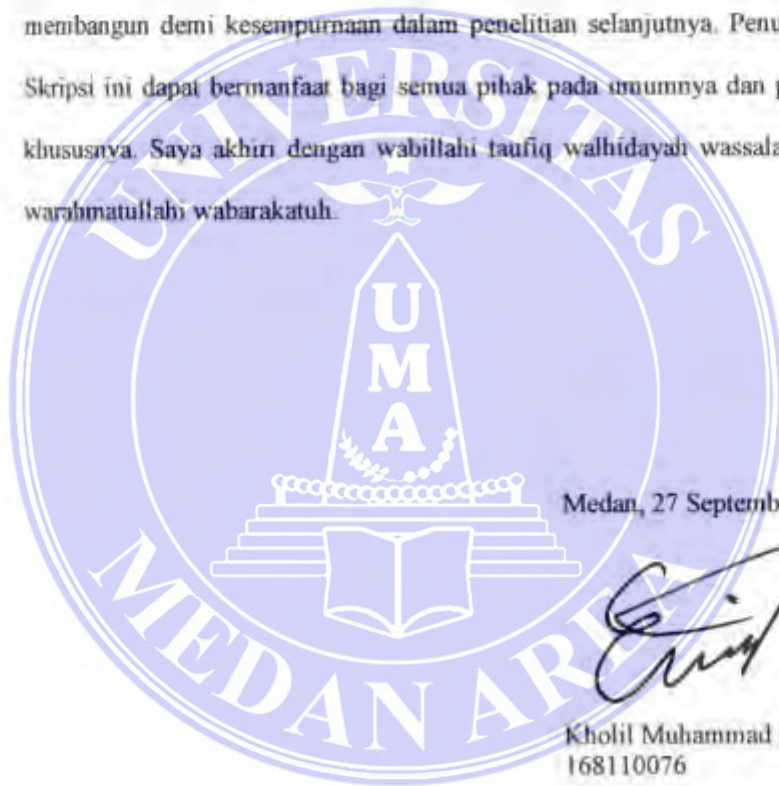 membangun demi kesempurnaan dalam penelitian selanjutnya. Penu
Skripsi ini dapat bermanfaat bagi semua pihak pada umumnya dan p
khususnya. Saya akhiri dengan wabillahi taufiq walhidayah wassala
warahmatullahi wabarakatuh.
UNIVERSITAS
UMA
Medan, 27 Septemb
MEDAN AREA
Kholil Muhammad
168110076